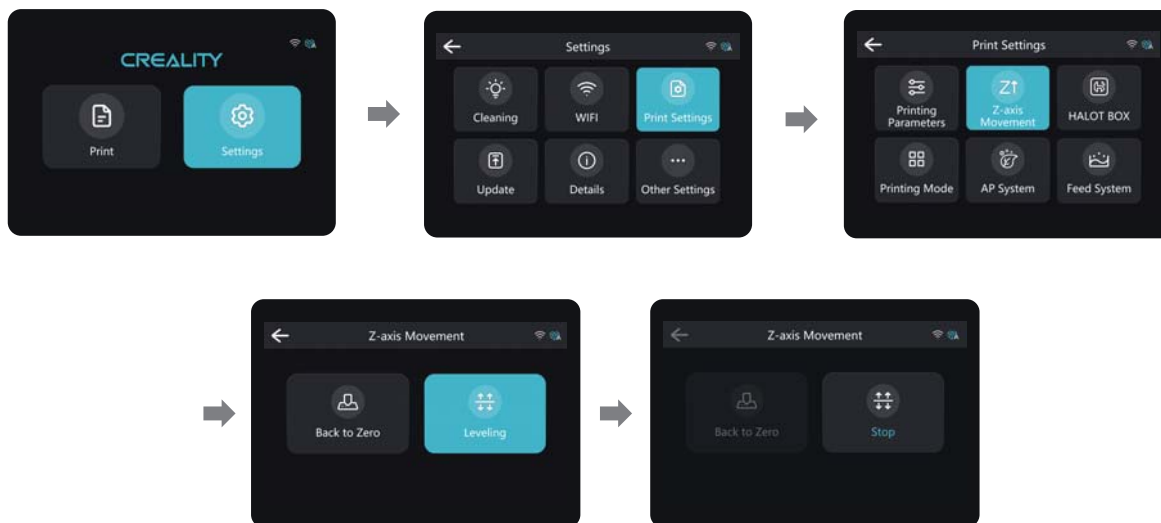 CREALITY
Print
Settings
Settings
Cleaning
WIFI
Print Settings
Update
Details
Other Settings
Print Settings
Printing
Parameters
Z-axis
Movement
HALOT BOX
Printing Mode
AP System
Feed System
Z-axis Movement
Back to Zero
Leveling
Z-axis Movement
Back to Zero
Stop